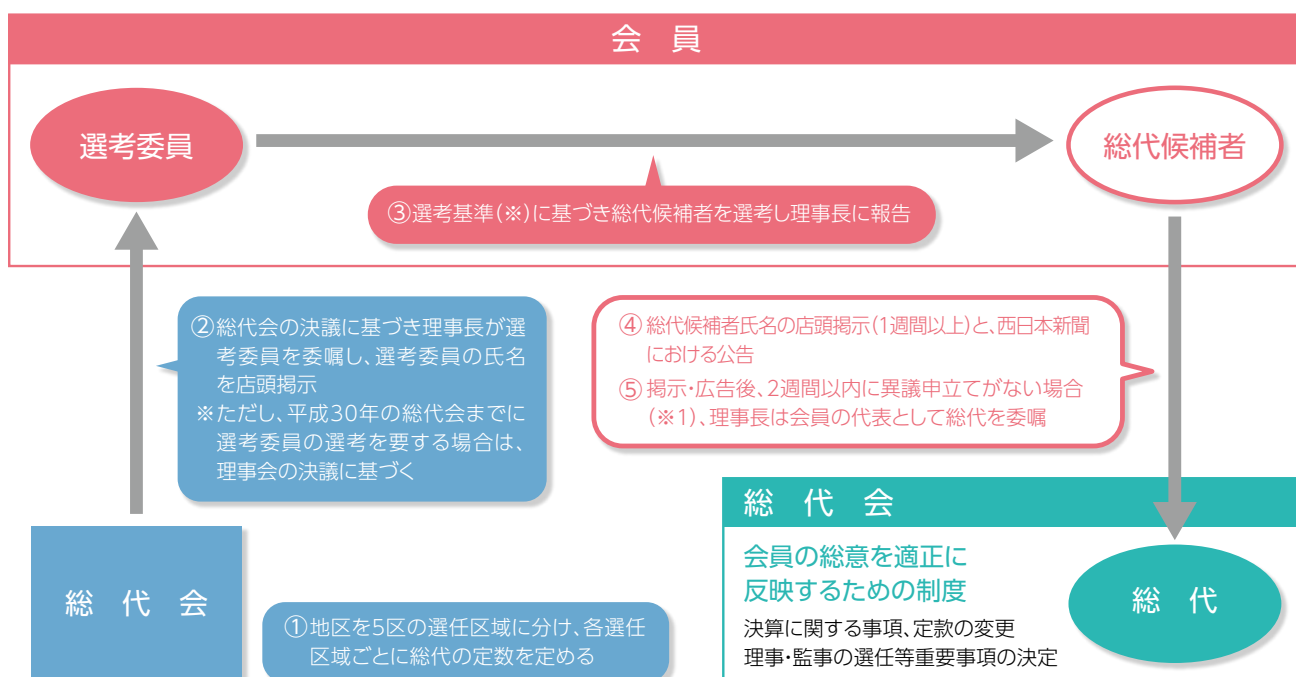 会 員
選考委員
総代候補者
③選考基準(※)に基づき総代候補者を選考し理事長に報告
②総代会の決議に基づき理事長が選
考委員を委嘱し、選考委員の氏名
を店頭掲示
※ただし、平成30年の総代会までに
選考委員の選考を要する場合は、
理事会の決議に基づく
④総代候補者氏名の店頭掲示(1週間以上)と、西日本新聞
における公告
⑤掲示・広告後、2週間以内に異議申立てがない場合
(※1)、理事長は会員の代表として総代を委嘱
総 代 会
①地区を5区の選任区域に分け、各選任
区域ごとに総代の定数を定める
総 代 会
会員の総意を適正に
反映するための制度
決算に関する事項、定款の変更
理事・監事の選任等重要事項の決定
総 代